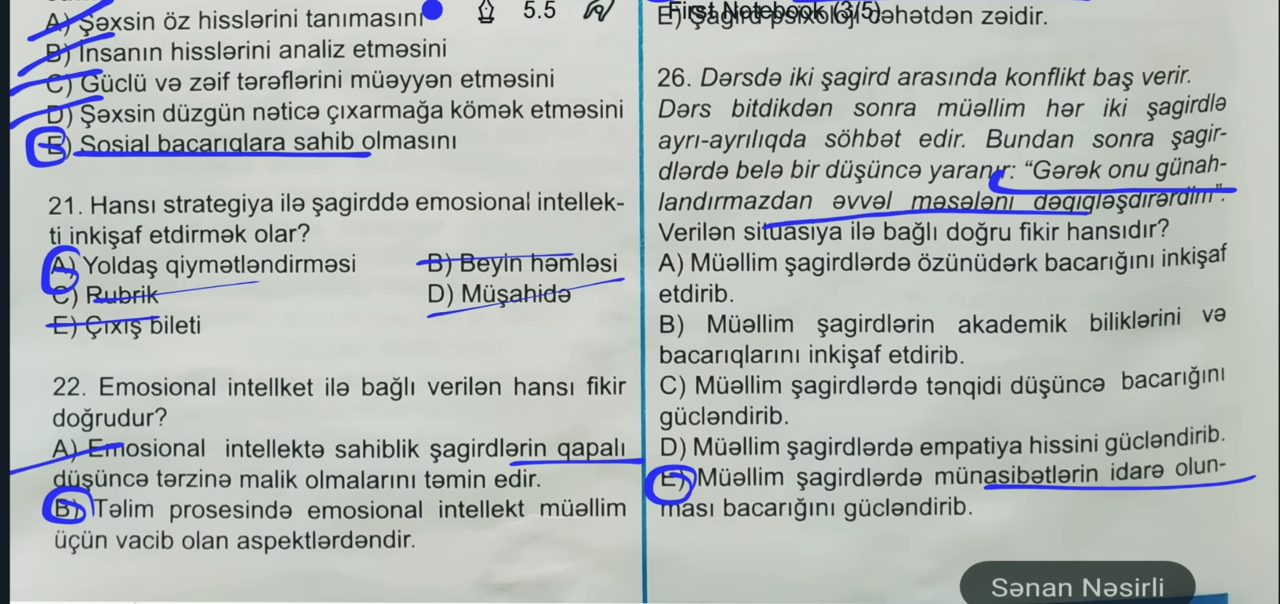 A) Şəxsin öz hisslərini tanımasını
B) İnsanın hisslərini analiz etməsini
C) Güclü və zəif tərəflərini müəyyən etməsini
D) Şəxsin düzgün nəticə çıxarmağa kömək etməsini
E) Sosial bacarıqlara sahib olmasını
21. Hansı strategiya ilə şagirddə emosional intellek-
ti inkişaf etdirmək olar?
A) Yoldaş qiymətləndirməsi B) Beyin həmləsi
C) Rubrik D) Müşahidə
E) Çıxış bileti
22. Emosional intellket ilə bağlı verilən hansı fikir
doğrudur?
A) Emosional intellektə sahiblik şagirdlərin qapalı
düşüncə tərzinə malik olmalarını təmin edir.
B) Təlim prosesində emosional intellekt müəllim
üçün vacib olan aspektlərdəndir.
5.5
First Notebook (3/5)
E) Şagird psixoloji cəhətdən zəidir.
26. Dərsdə iki şagird arasında konflikt baş verir.
Dərs bitdikdən sonra müəllim hər iki şagirdlə
ayrı-ayrılıqda söhbət edir. Bundan sonra şagir-
dlərdə belə bir düşüncə yaranır: “Gərək onu günah-
landırmazdan əvvəl məsələni dəqiqləşdirərdim”.
Verilən situasiya ilə bağlı doğru fikir hansıdır?
A) Müəllim şagirdlərdə özünüdərk bacarığını inkişaf
etdirib.
B) Müəllim şagirdlərin akademik biliklərini və
bacarıqlarını inkişaf etdirib.
C) Müəllim şagirdlərdə tənqidi düşüncə bacarığını
gücləndirib.
D) Müəllim şagirdlərdə empatiya hissini gücləndirib.
E) Müəllim şagirdlərdə münasibətlərin idarə olun-
ması bacarığını gücləndirib.
Sənan Nəsirli